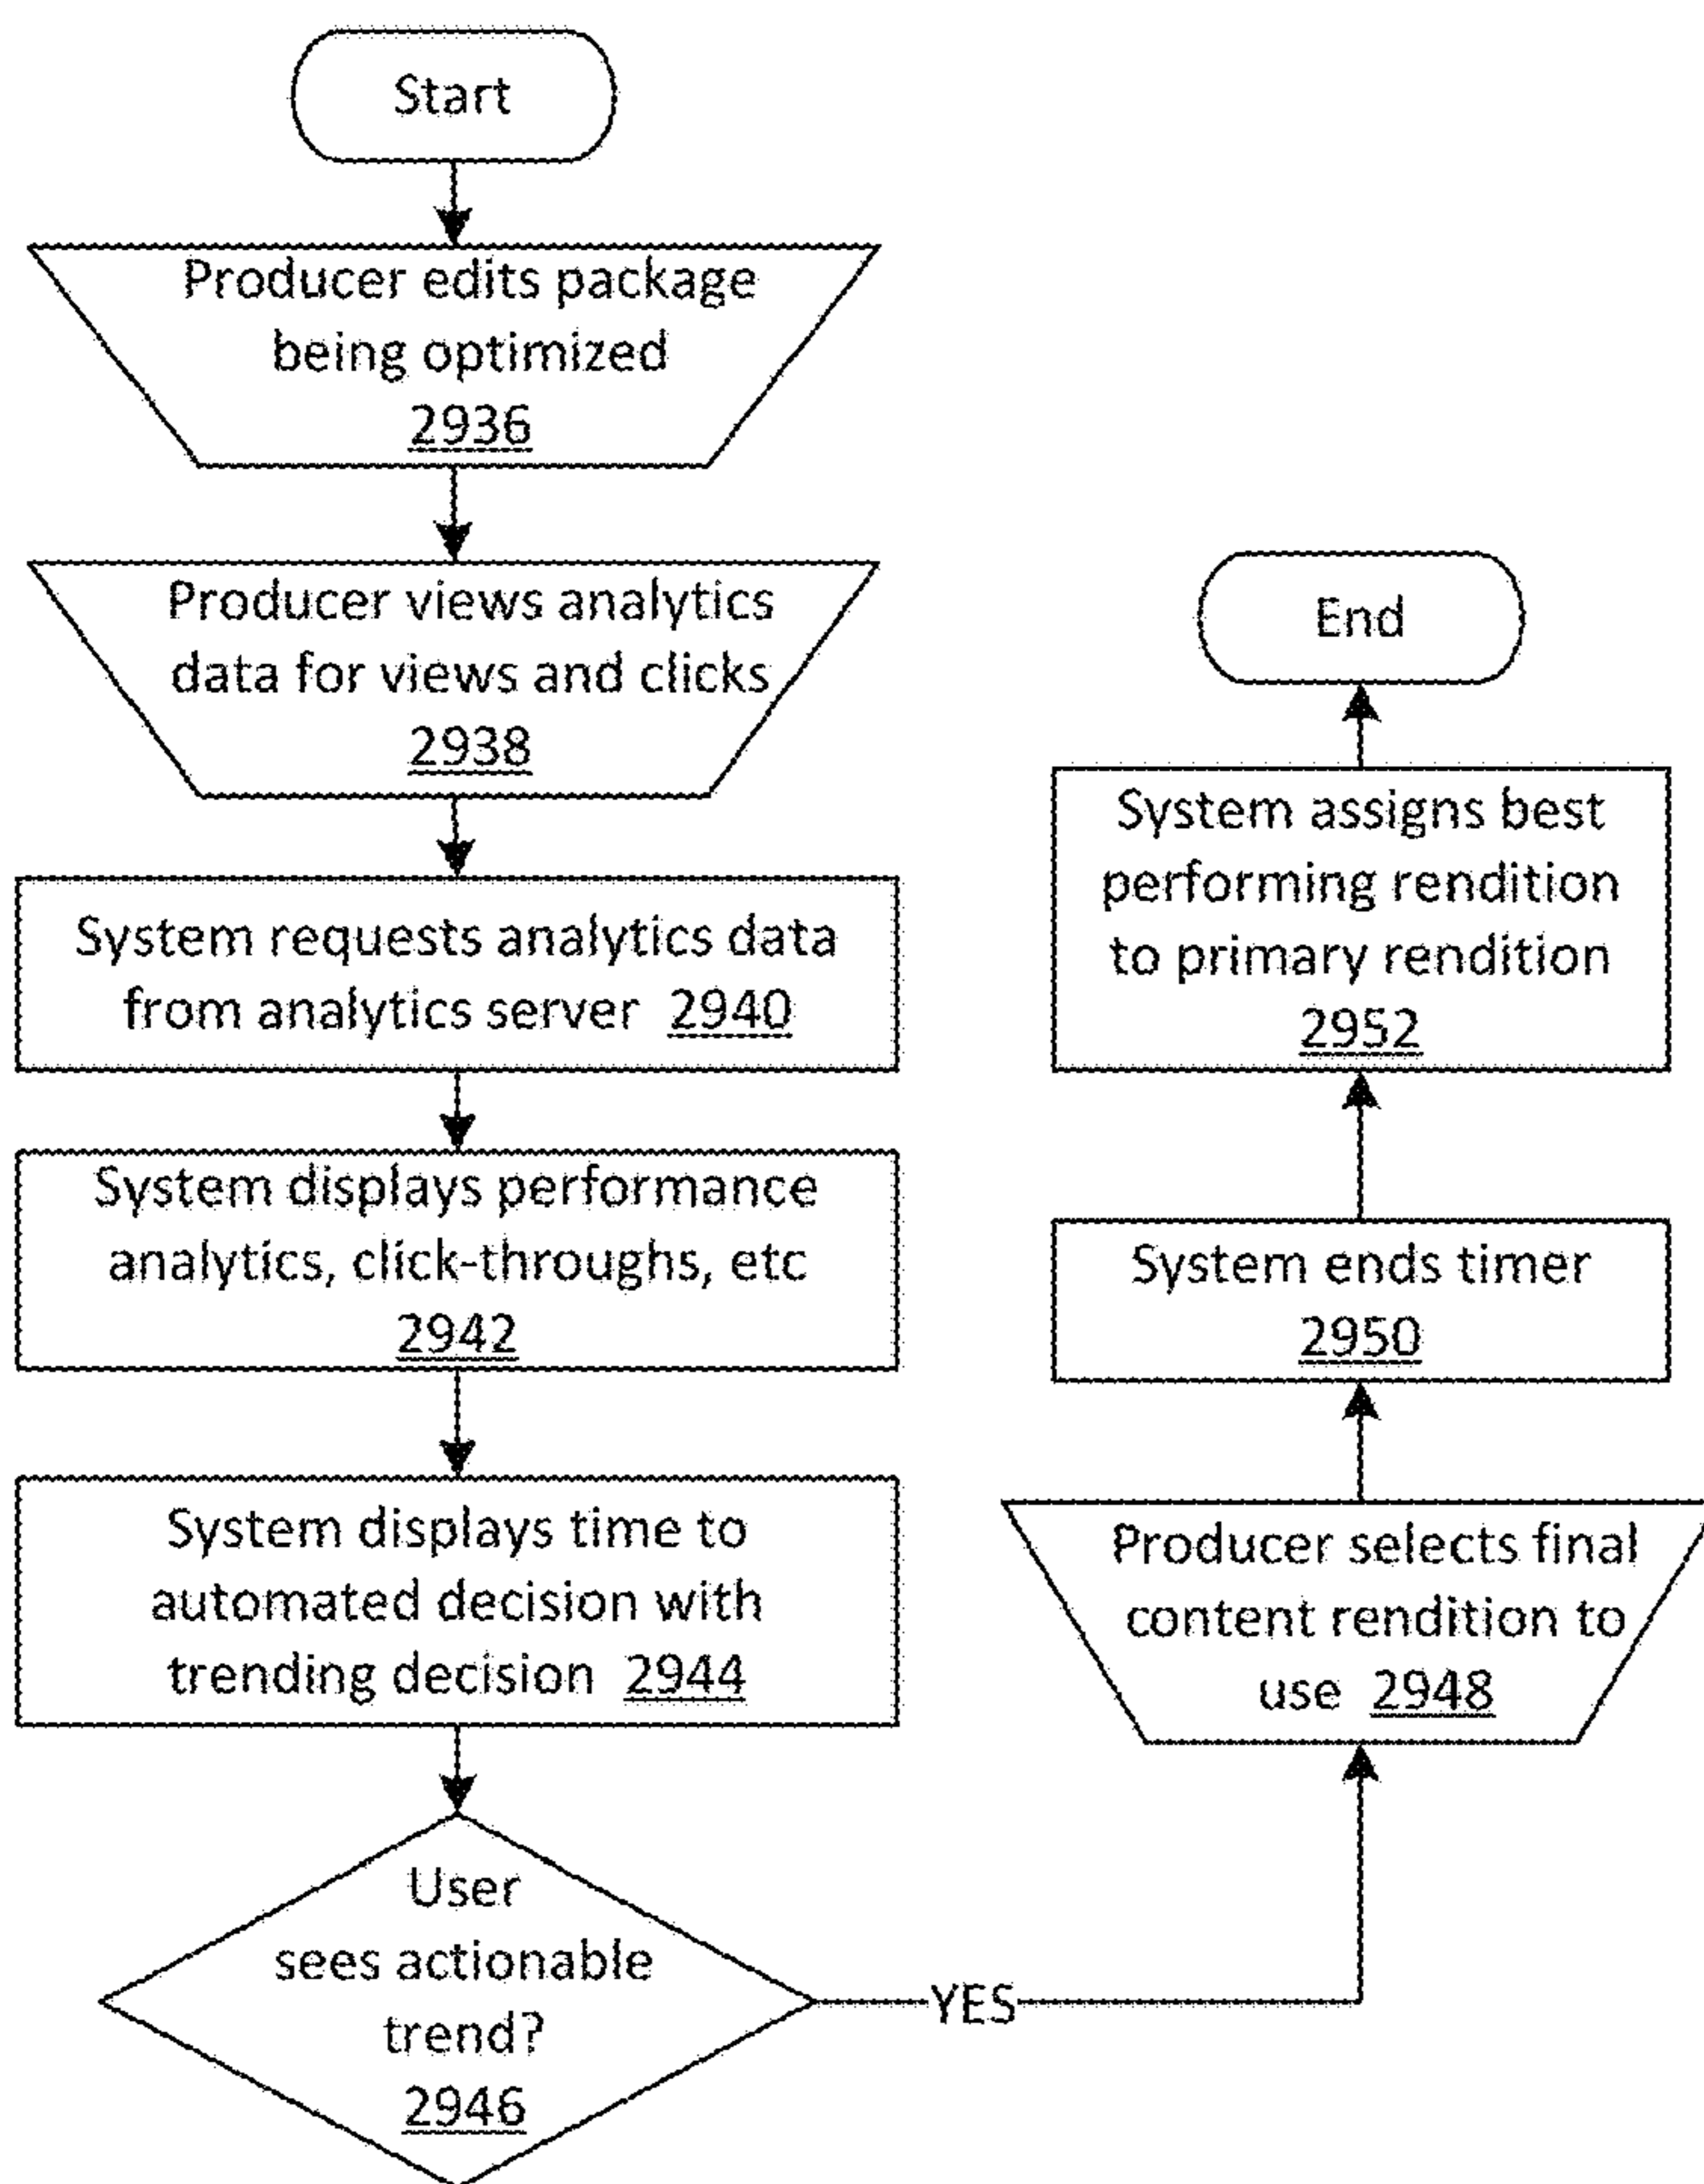 Start
Producer edits package
being optimized
2936
Producer views analytics
data for views and clicks
2938
System requests analytics data
from analytics server 2940
System displays performance
analytics, click-throughs, etc
2942
System displays time to
automated decision with
trending decision 2944
User
sees actionable
trend?
2946
YES
Producer selects final
content rendition to
use 2948
System ends timer
2950
System assigns best
performing rendition
to primary rendition
2952
End